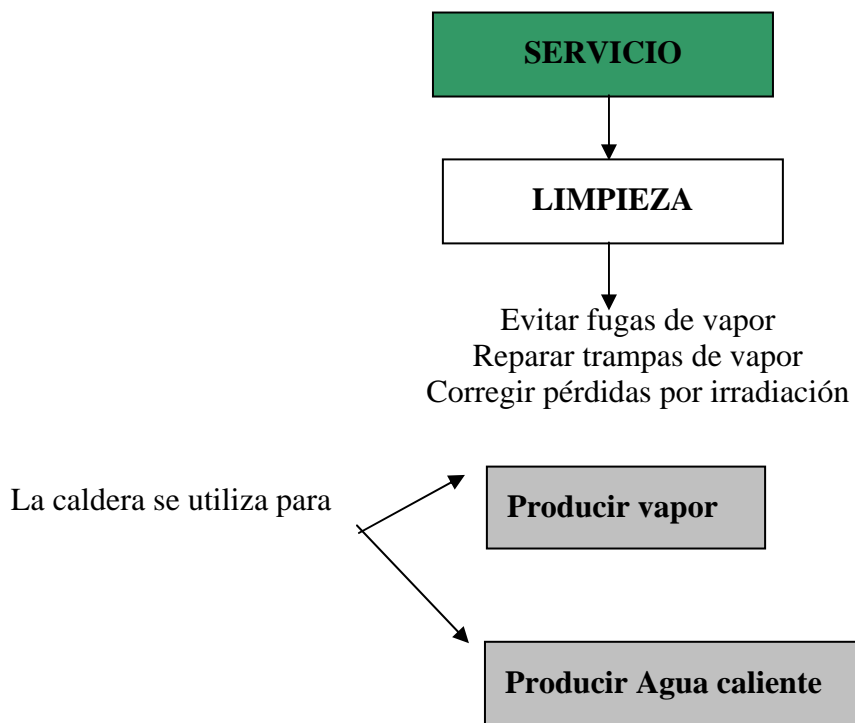 SERVICIO
LIMPIEZA
Evitar fugas de vapor
Reparar trampas de vapor
Corregir pérdidas por irradiación
La caldera se utiliza para
Producir vapor
Producir Agua caliente